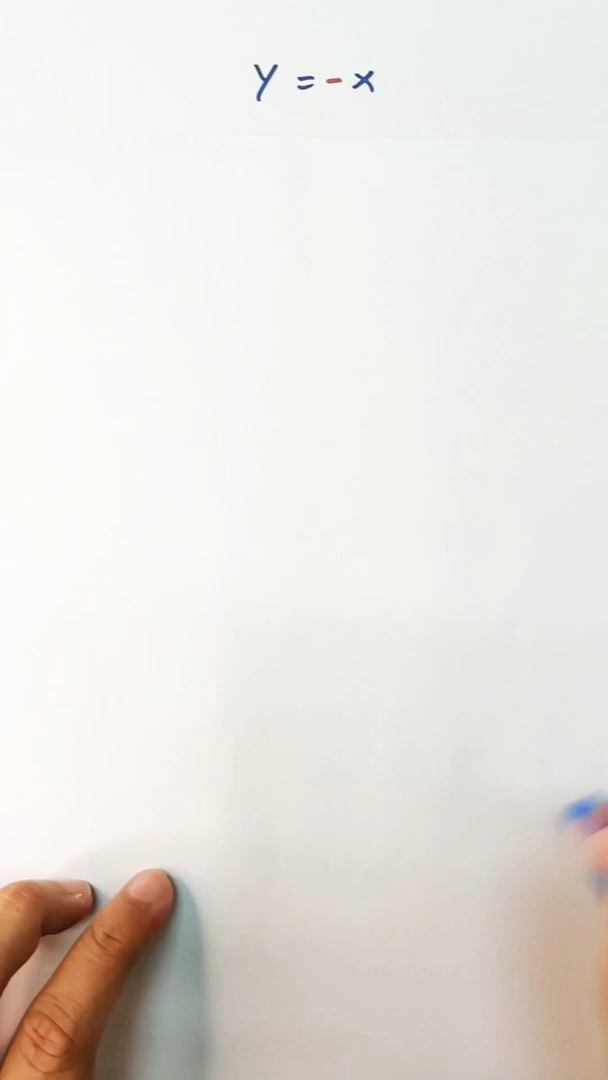 y = - x